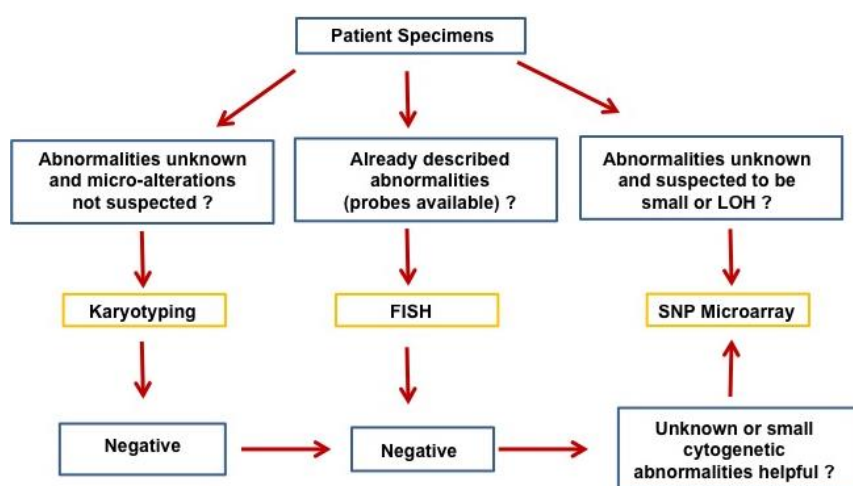 Patient Specimens
Abnormalities unknown
and micro-alterations
not suspected ?
Already described
abnormalities
(probes available) ?
Abnormalities unknown
and suspected to be
small or LOH ?
Karyotyping
FISH
SNP Microarray
Negative
Negative
Unknown or small
cytogenetic
abnormalities helpful ?